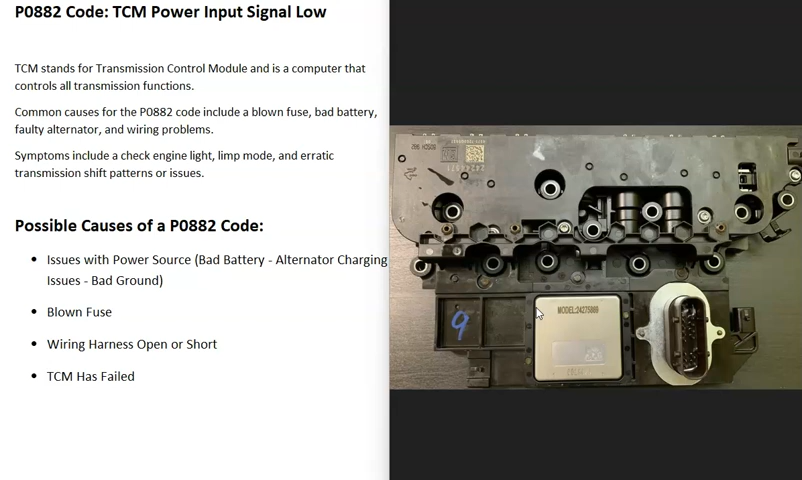 P0882 Code: TCM Power Input Signal Low
TCM stands for Transmission Control Module and is a computer that
controls all transmission functions.
Common causes for the P0882 code include a blown fuse, bad battery,
faulty alternator, and wiring problems.
Symptoms include a check engine light, limp mode, and erratic
transmission shift patterns or issues.
Possible Causes of a P0882 Code:
Issues with Power Source (Bad Battery - Alternator Charging
Issues - Bad Ground)
Blown Fuse
Wiring Harness Open or Short
TCM Has Failed
9
MODEL:24275869